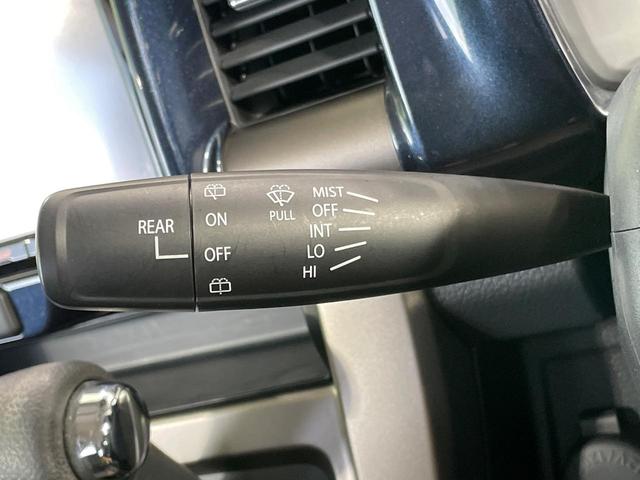 REAR
ON
OFF
PULL
MIST
OFF
INT
LO
HI